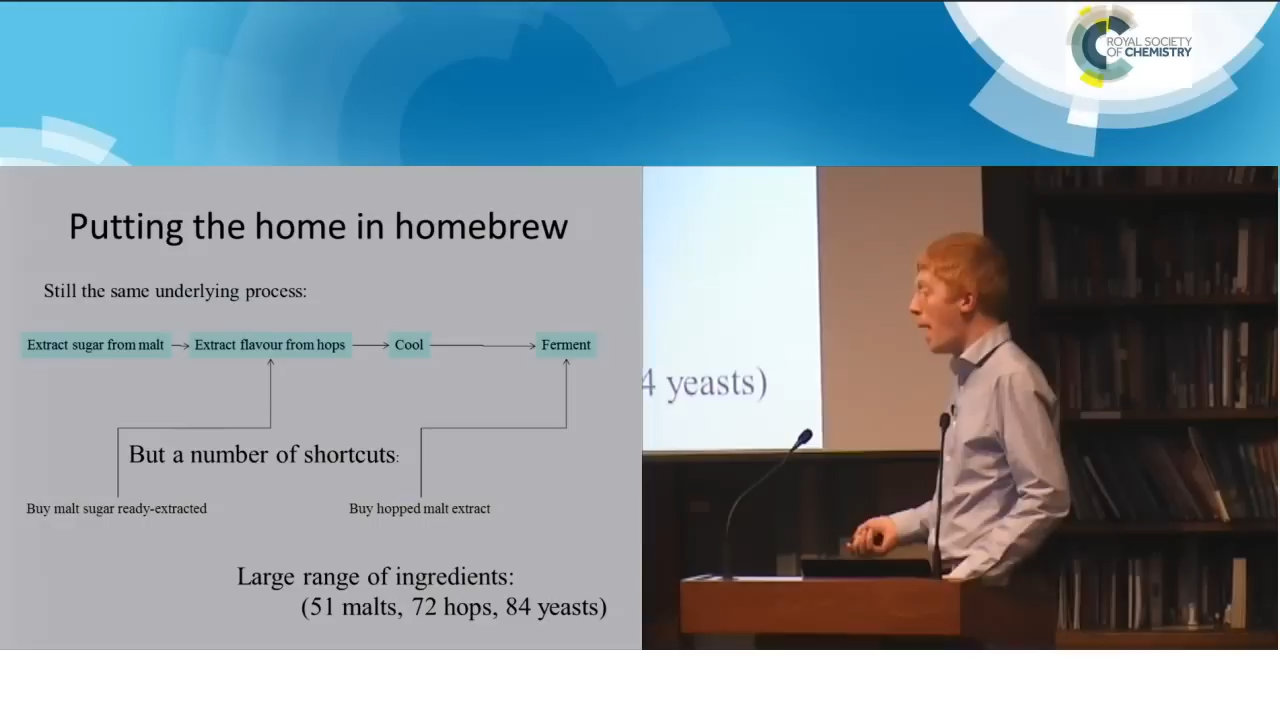 ROYAL SOCIETY
OF CHEMISTRY
Putting the home in homebrew
Still the same underlying process:
Extract sugar from malt
Extract flavour from hops
Cool
Ferment
But a number of shortcuts:
Buy malt sugar ready-extracted
Buy hopped malt extract
Large range of ingredients:
(51 malts, 72 hops, 84 yeasts)
4 yeasts)